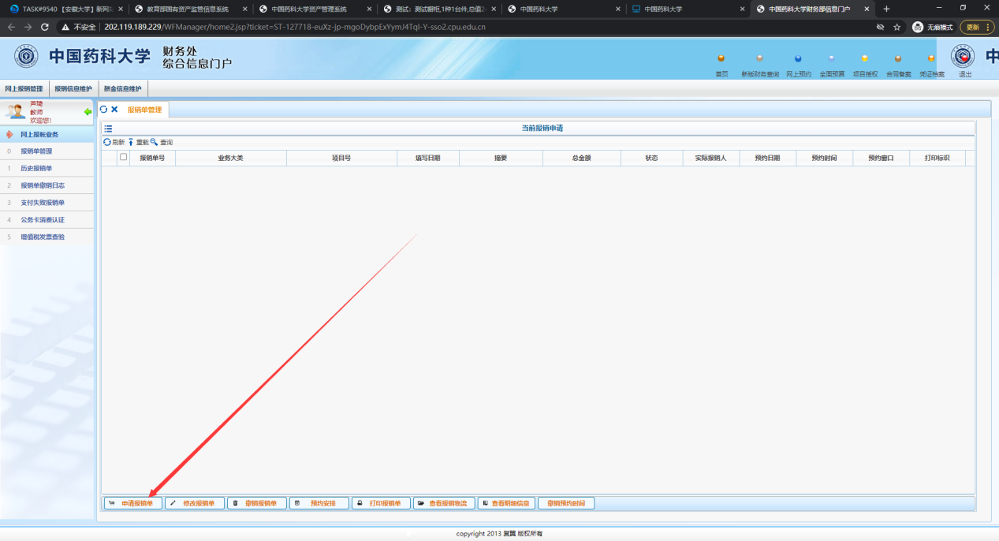 TASK#9540 【安徽大学】新网
教育部国有资产监管信息系统
中国药科大学资产管理系统
测试：测试橱柜,1种1台件,总值2
中国药科大学
中国药科大学
中国药科大学财务部信息门户
不安全
202.119.189.229/WFManager/home2.jsp?ticket=ST-127718-euXz-jp-mgoDybpExYymJ4TqI-Y-sso2.cpu.edu.cn
无痕模式
更新
中国药科大学
财务处
综合信息门户
首页
新版财务查询
网上预约
全面预算
项目授权
合同备案
凭证档案
退出
中
网上报销管理
报销信息维护
酬金信息维护
芦琦
教师
欢迎您!
报销单管理
网上报帐业务
0 报销单管理
1 历史报销单
2 报销单撤销日志
3 支付失败报销单
4 公务卡消费认证
5 增值税发票查验
当前报销申请
刷新 重载 查询
报销单号 业务大类 项目号 填写日期 摘要 总金额 状态 实际报销人 预约日期 预约时间 预约窗口 打印标识
申请报销单 修改报销单 撤销报销单 预约安排 打印报销单 查看报销物流 查看明细信息 撤销预约时间
copyright 2013 复翼 版权所有